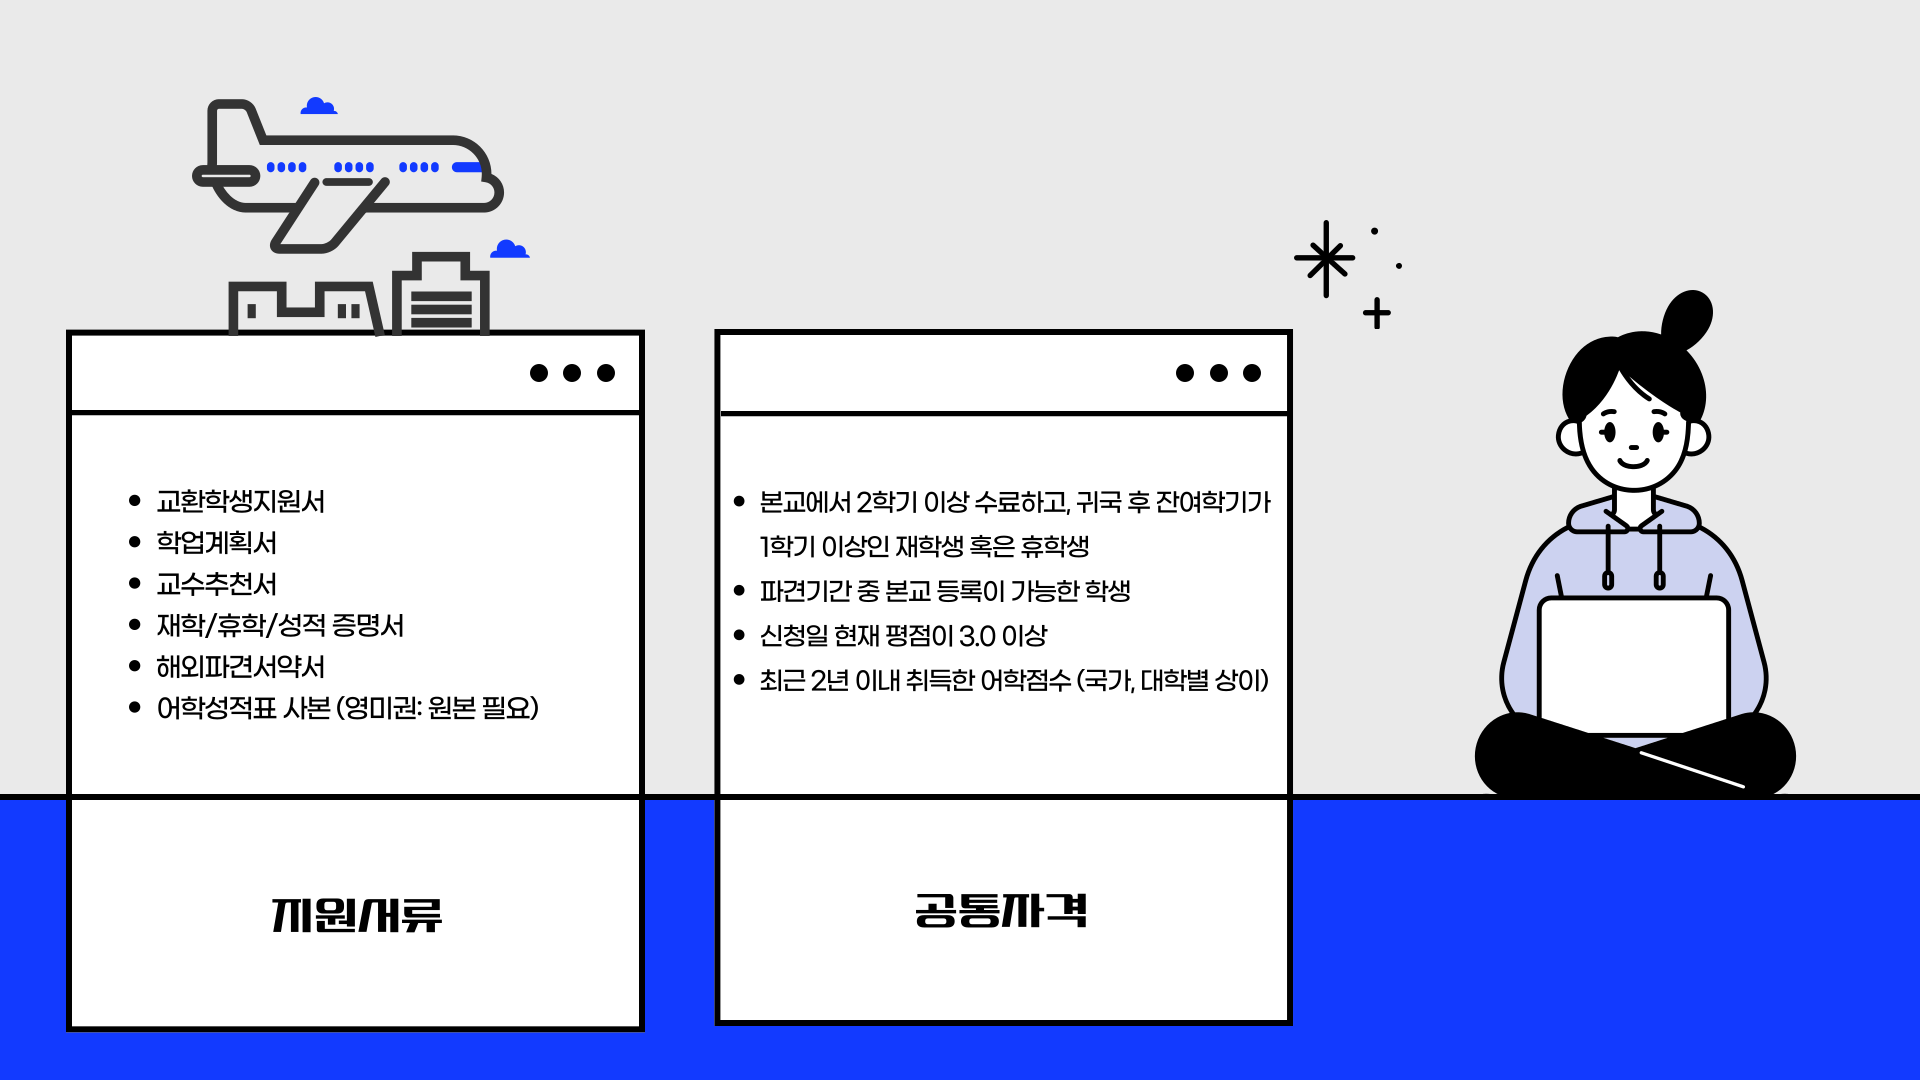 • 교환학생지원서
• 학업계획서
• 교수추천서
• 재학/휴학/성적 증명서
• 해외파견서약서
• 어학성적표 사본 (영미권: 원본 필요)
지원서류
• 본교에서 2학기 이상 수료하고, 귀국 후 잔여학기가
1학기 이상인 재학생 혹은 휴학생
• 파견기간 중 본교 등록이 가능한 학생
• 신청일 현재 평점이 3.0 이상
• 최근 2년 이내 취득한 어학점수 (국가, 대학별 상이)
공통자격